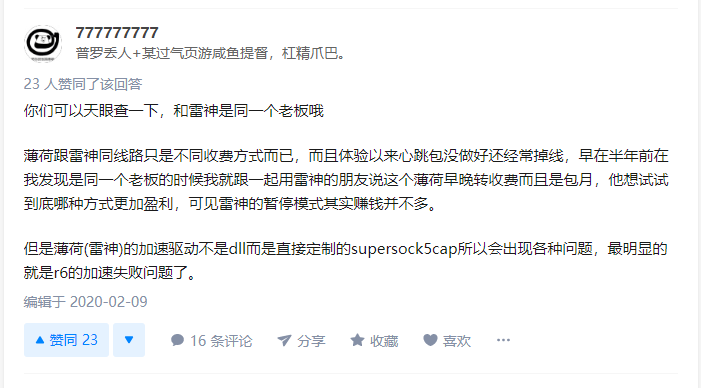 777777777
普罗丢人+某过气页游咸鱼提督，杠精爪巴。
23 人赞同了该回答
你们可以天眼查一下，和雷神是同一个老板哦
薄荷跟雷神同线路只是不同收费方式而已，而且体验以来心跳包没做好还经常掉线，早在半年前在
我发现是同一个老板的时候我就跟一起用雷神的朋友说这个薄荷早晚转收费而且是包月，他想试试
到底哪种方式更加盈利，可见雷神的暂停模式其实赚钱并不多。
但是薄荷(雷神)的加速驱动不是dll而是直接定制的supersock5cap所以会出现各种问题，最明显的
就是r6的加速失败问题了。
编辑于 2020-02-09
赞同 23 16 条评论 分享 收藏 喜欢